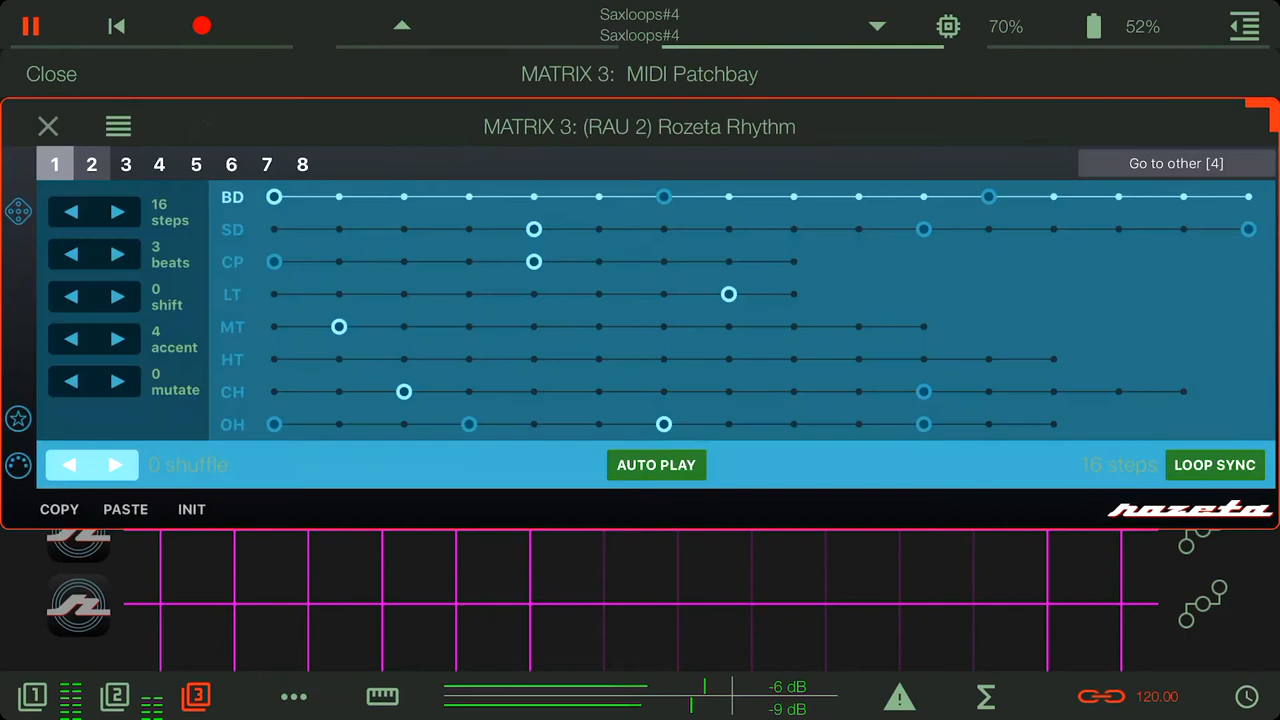 Saxloops#4
Saxloops#4
70%
52%
Close
MATRIX 3: MIDI Patchbay
MATRIX 3: (RAU 2) Rozeta Rhythm
1 2 3 4 5 6 7 8
Go to other [4]
16
steps
3
beats
0
shift
4
accent
0
mutate
BD
SD
CP
LT
MT
HT
CH
OH
0 shuffle
AUTO PLAY
16 steps
LOOP SYNC
COPY PASTE INIT
rozeta
1 2 3
-6 dB
-9 dB
120.00